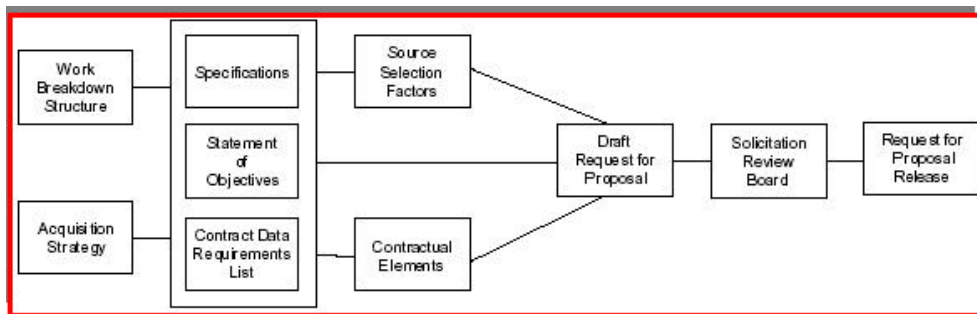 Work
Breakdown
Structure
Acquisition
Strategy
Specifications
Statement
of
Objectives
Contract Data
Requirements
List
Source
Selection
Factors
Contractual
Elements
Draft
Request for
Proposal
Solicitation
Review
Board
Request for
Proposal
Release